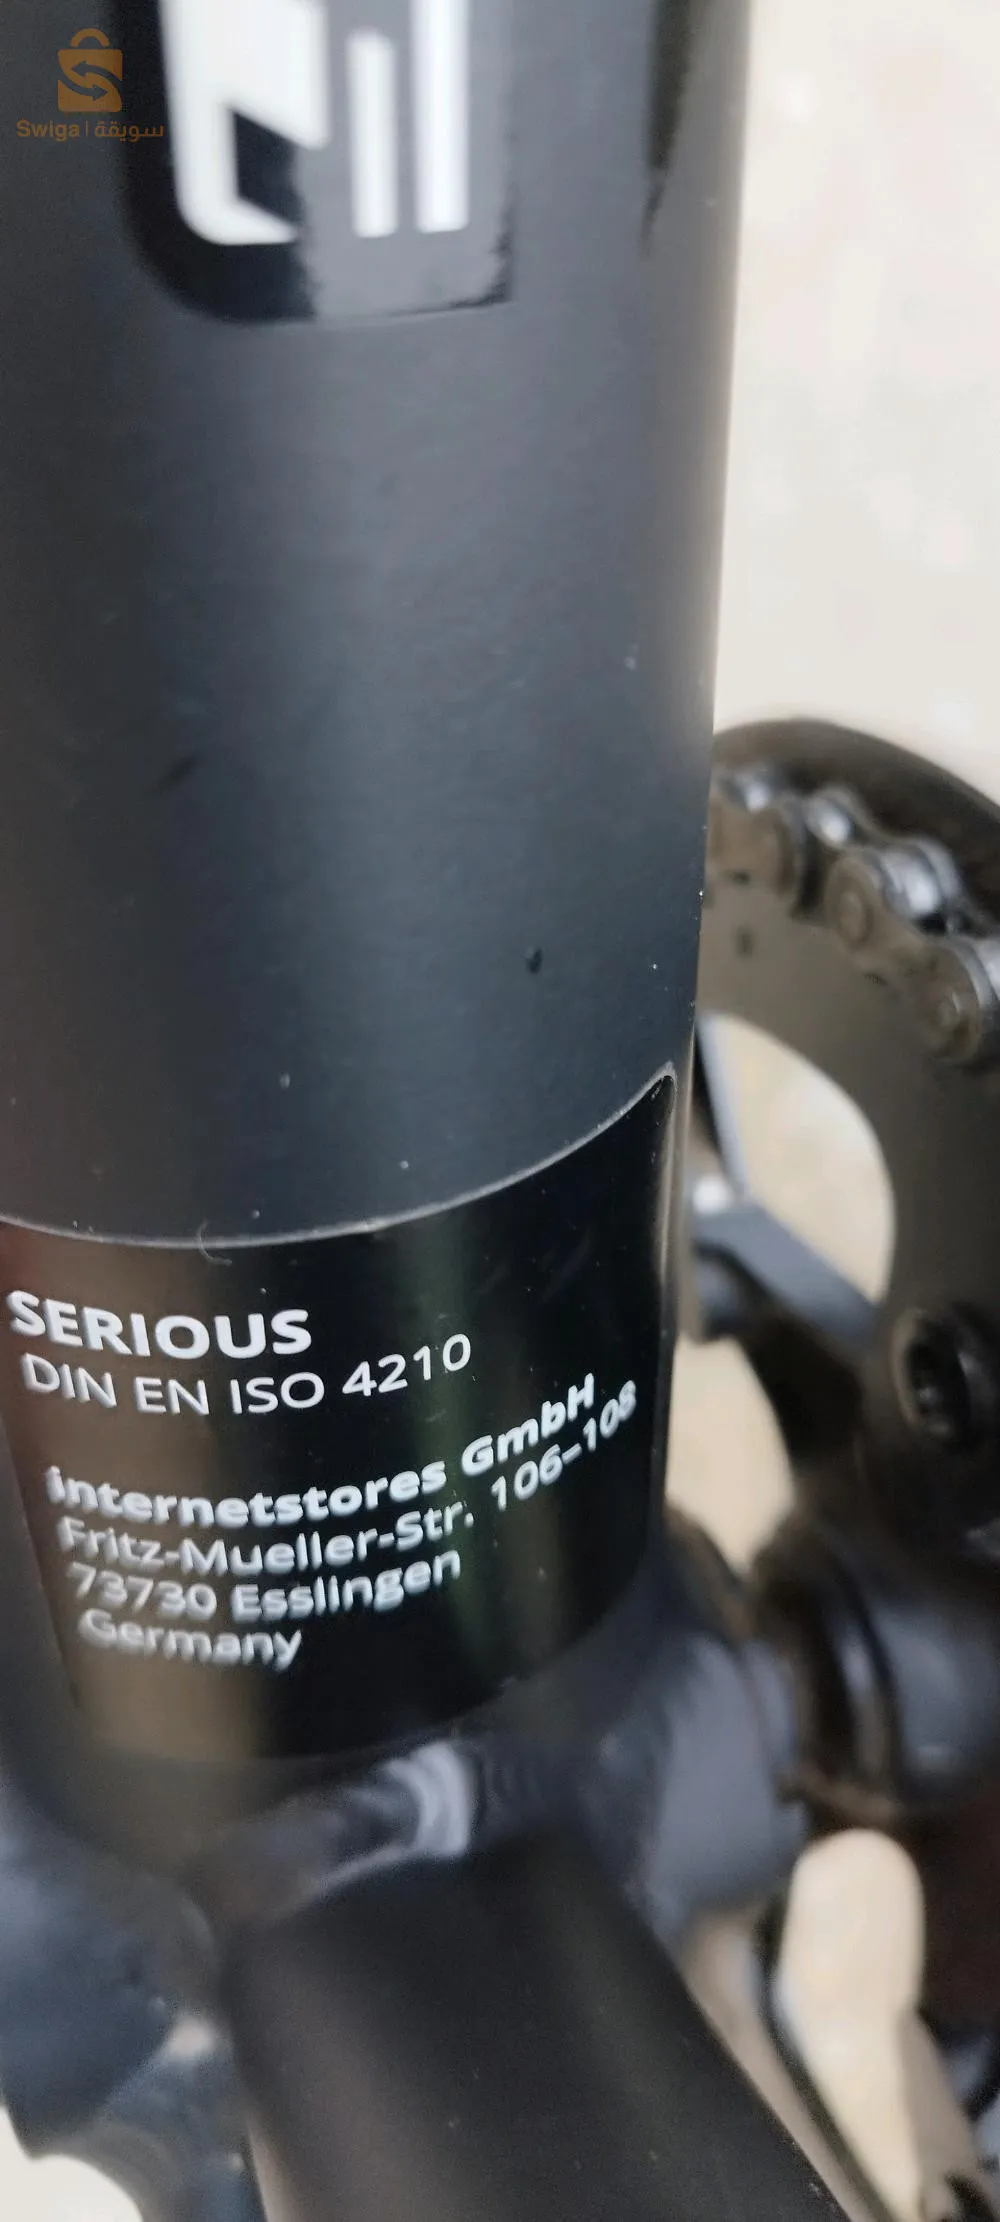 Swiga | سويقة
SERIOUS
DIN EN ISO 4210
internetstores GmbH
Fritz-Mueller-Str. 106–108
73730 Esslingen
Germany